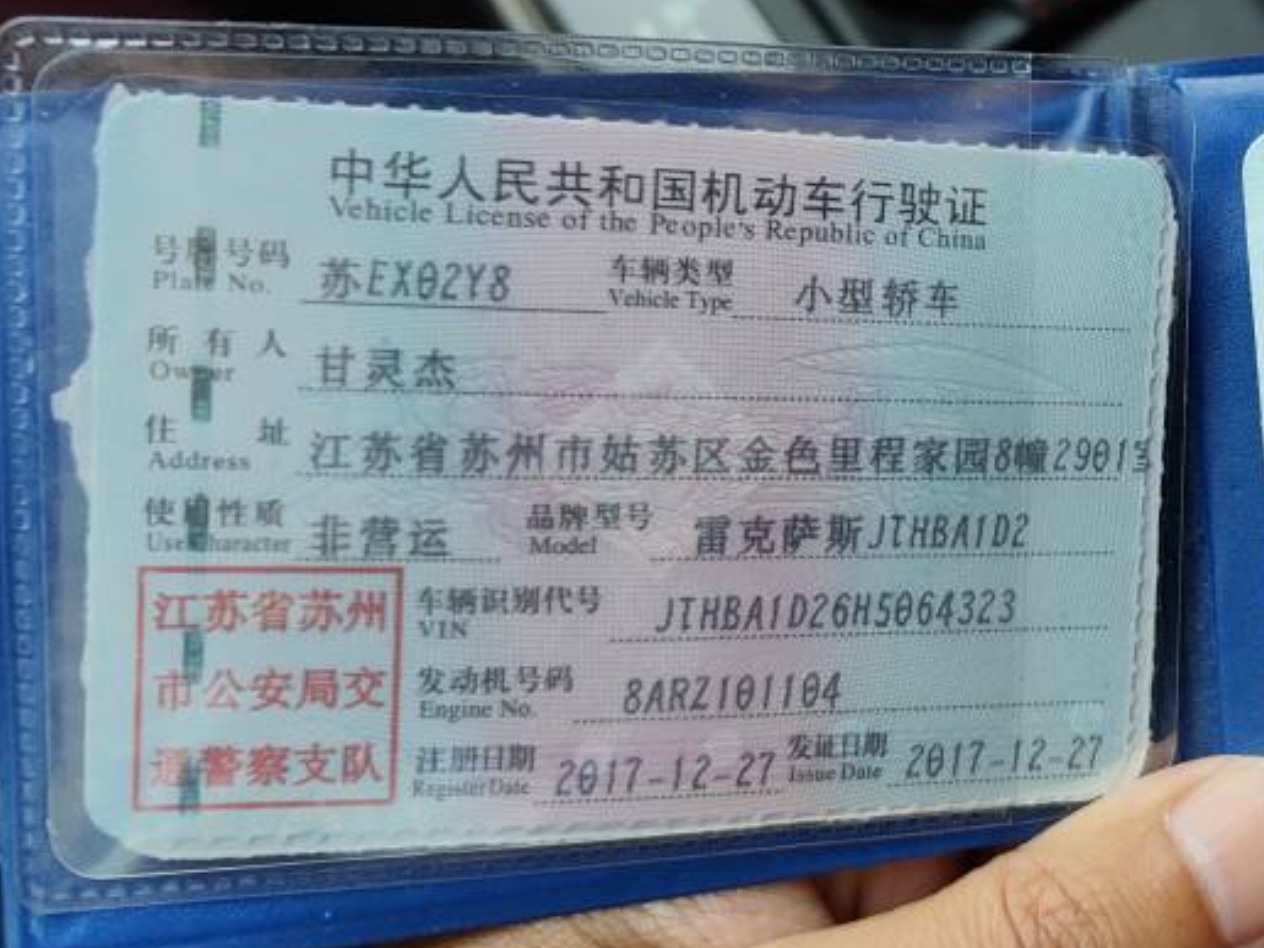 中华人民共和国机动车行驶证
Vehicle License of the People's Republic of China
号牌号码 苏EX02Y8 车辆类型 小型轿车
Plate No. Vehicle Type
所有人 甘灵杰
Owner
住址 江苏省苏州市姑苏区金色里程家园8幢2901室
Address
使用性质 非营运 品牌型号 雷克萨斯JTHBA1D2
Use Character Model
江苏省苏州
市公安局交
通警察支队
车辆识别代号 JTHBA1D26H5064323
VIN
发动机号码 8ARZ101104
Engine No.
注册日期 2017-12-27 发证日期 2017-12-27
Register Date Issue Date